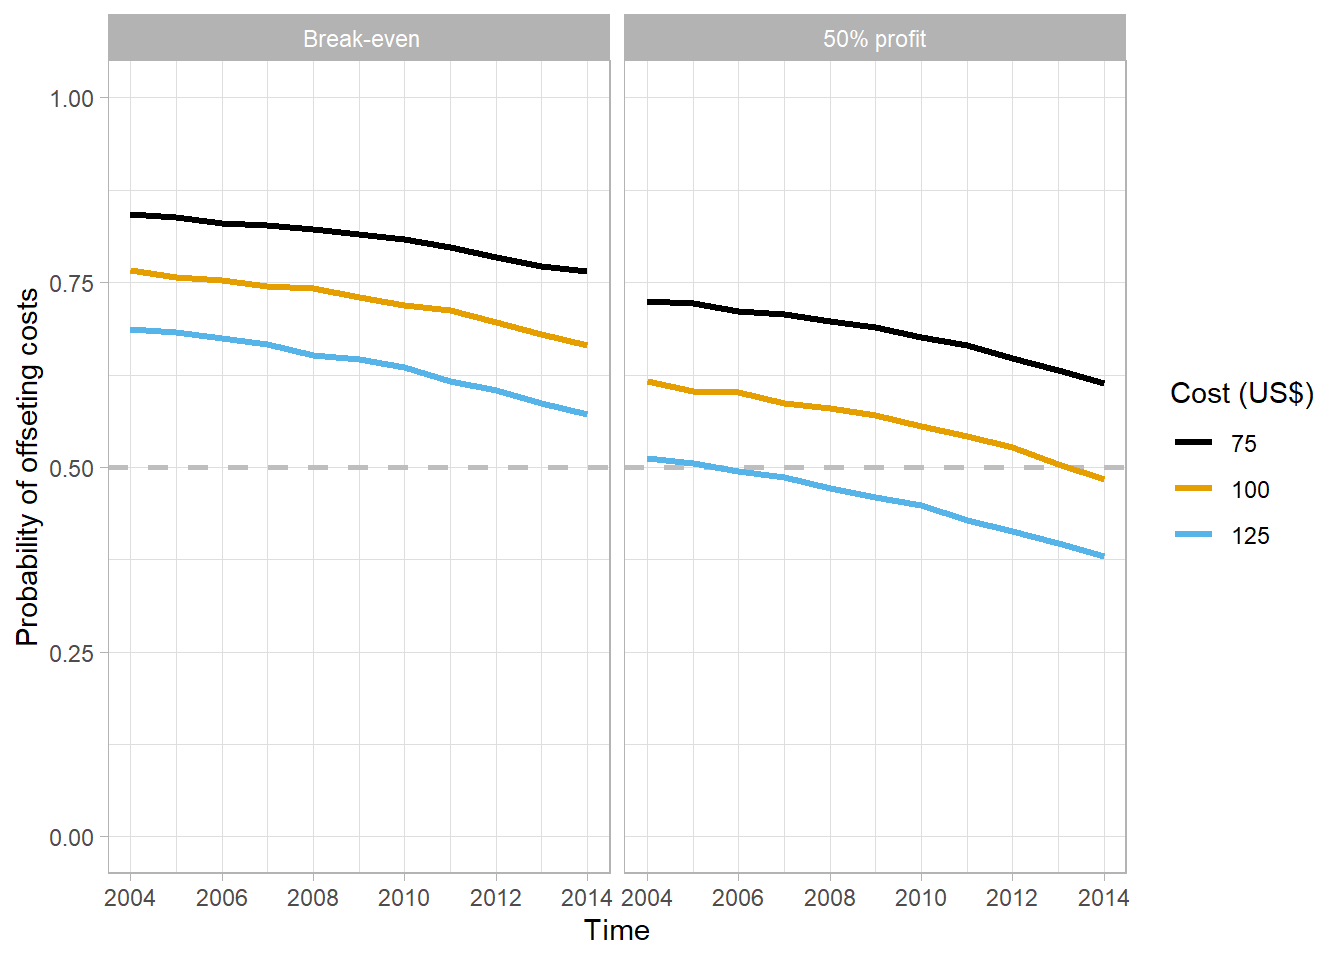 Break-even
50% profit
1.00
0.75
0.50
0.25
0.00
Probability of offseting costs
2004 2006 2008 2010 2012 2014
2004 2006 2008 2010 2012 2014
Time
Cost (US$)
75
100
125